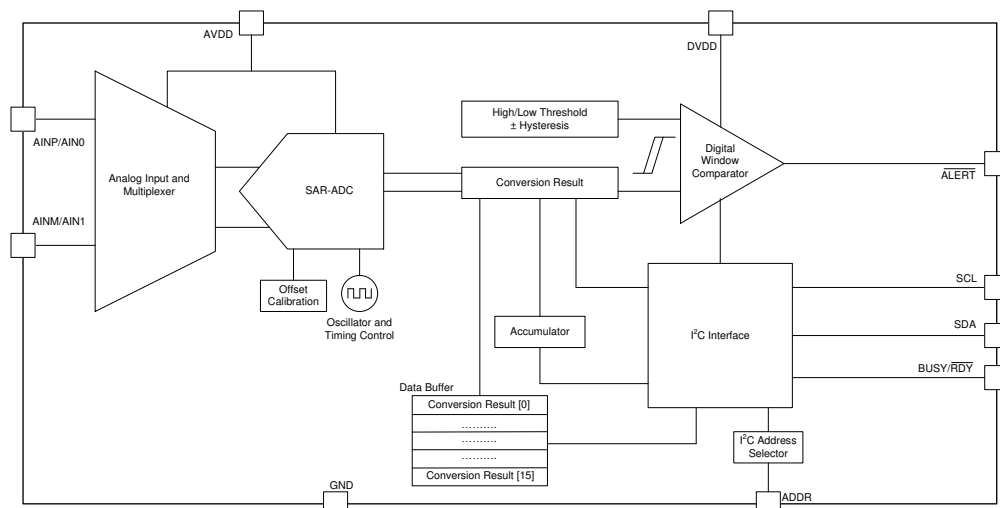 AVDD
DVDD
High/Low Threshold
± Hysteresis
AINP/AIN0
Analog Input and
Multiplexer
SAR-ADC
Conversion Result
Digital
Window
Comparator
ALERT
AINM/AIN1
Offset
Calibration
Oscillator and
Timing Control
Accumulator
I²C Interface
SCL
SDA
BUSY/RDY
Data Buffer
Conversion Result [0]
..........
..........
..........
Conversion Result [15]
I²C Address
Selector
GND
ADDR